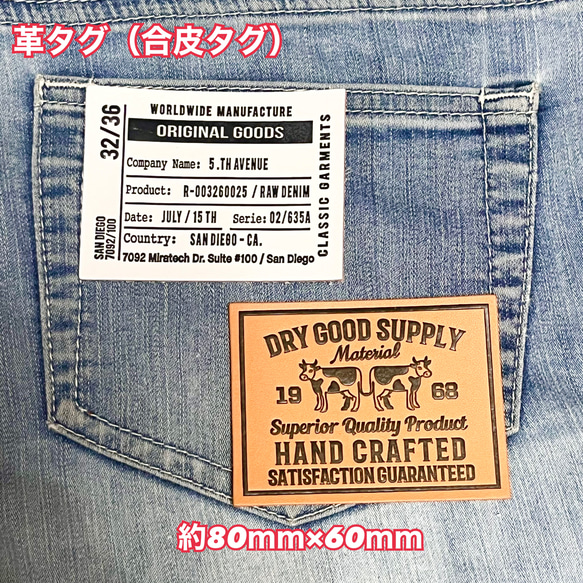 革タグ（合皮タグ）
WORLDWIDE MANUFACTURE
ORIGINAL GOODS
32/36
Company Name: 5.TH AVENUE
Product: R-003260025 / RAW DENIM
Date: JULY / 15 TH Serie: 02/635A
Country: SAN DIEGO - CA.
SAN DIEGO
7092/100
CLASSIC GARMENTS
7092 Miratech Dr. Suite #100 / San Diego
DRY GOOD SUPPLY
Material
19 68
Superior Quality Product
HAND CRAFTED
SATISFACTION GUARANTEED
約80mm×60mm